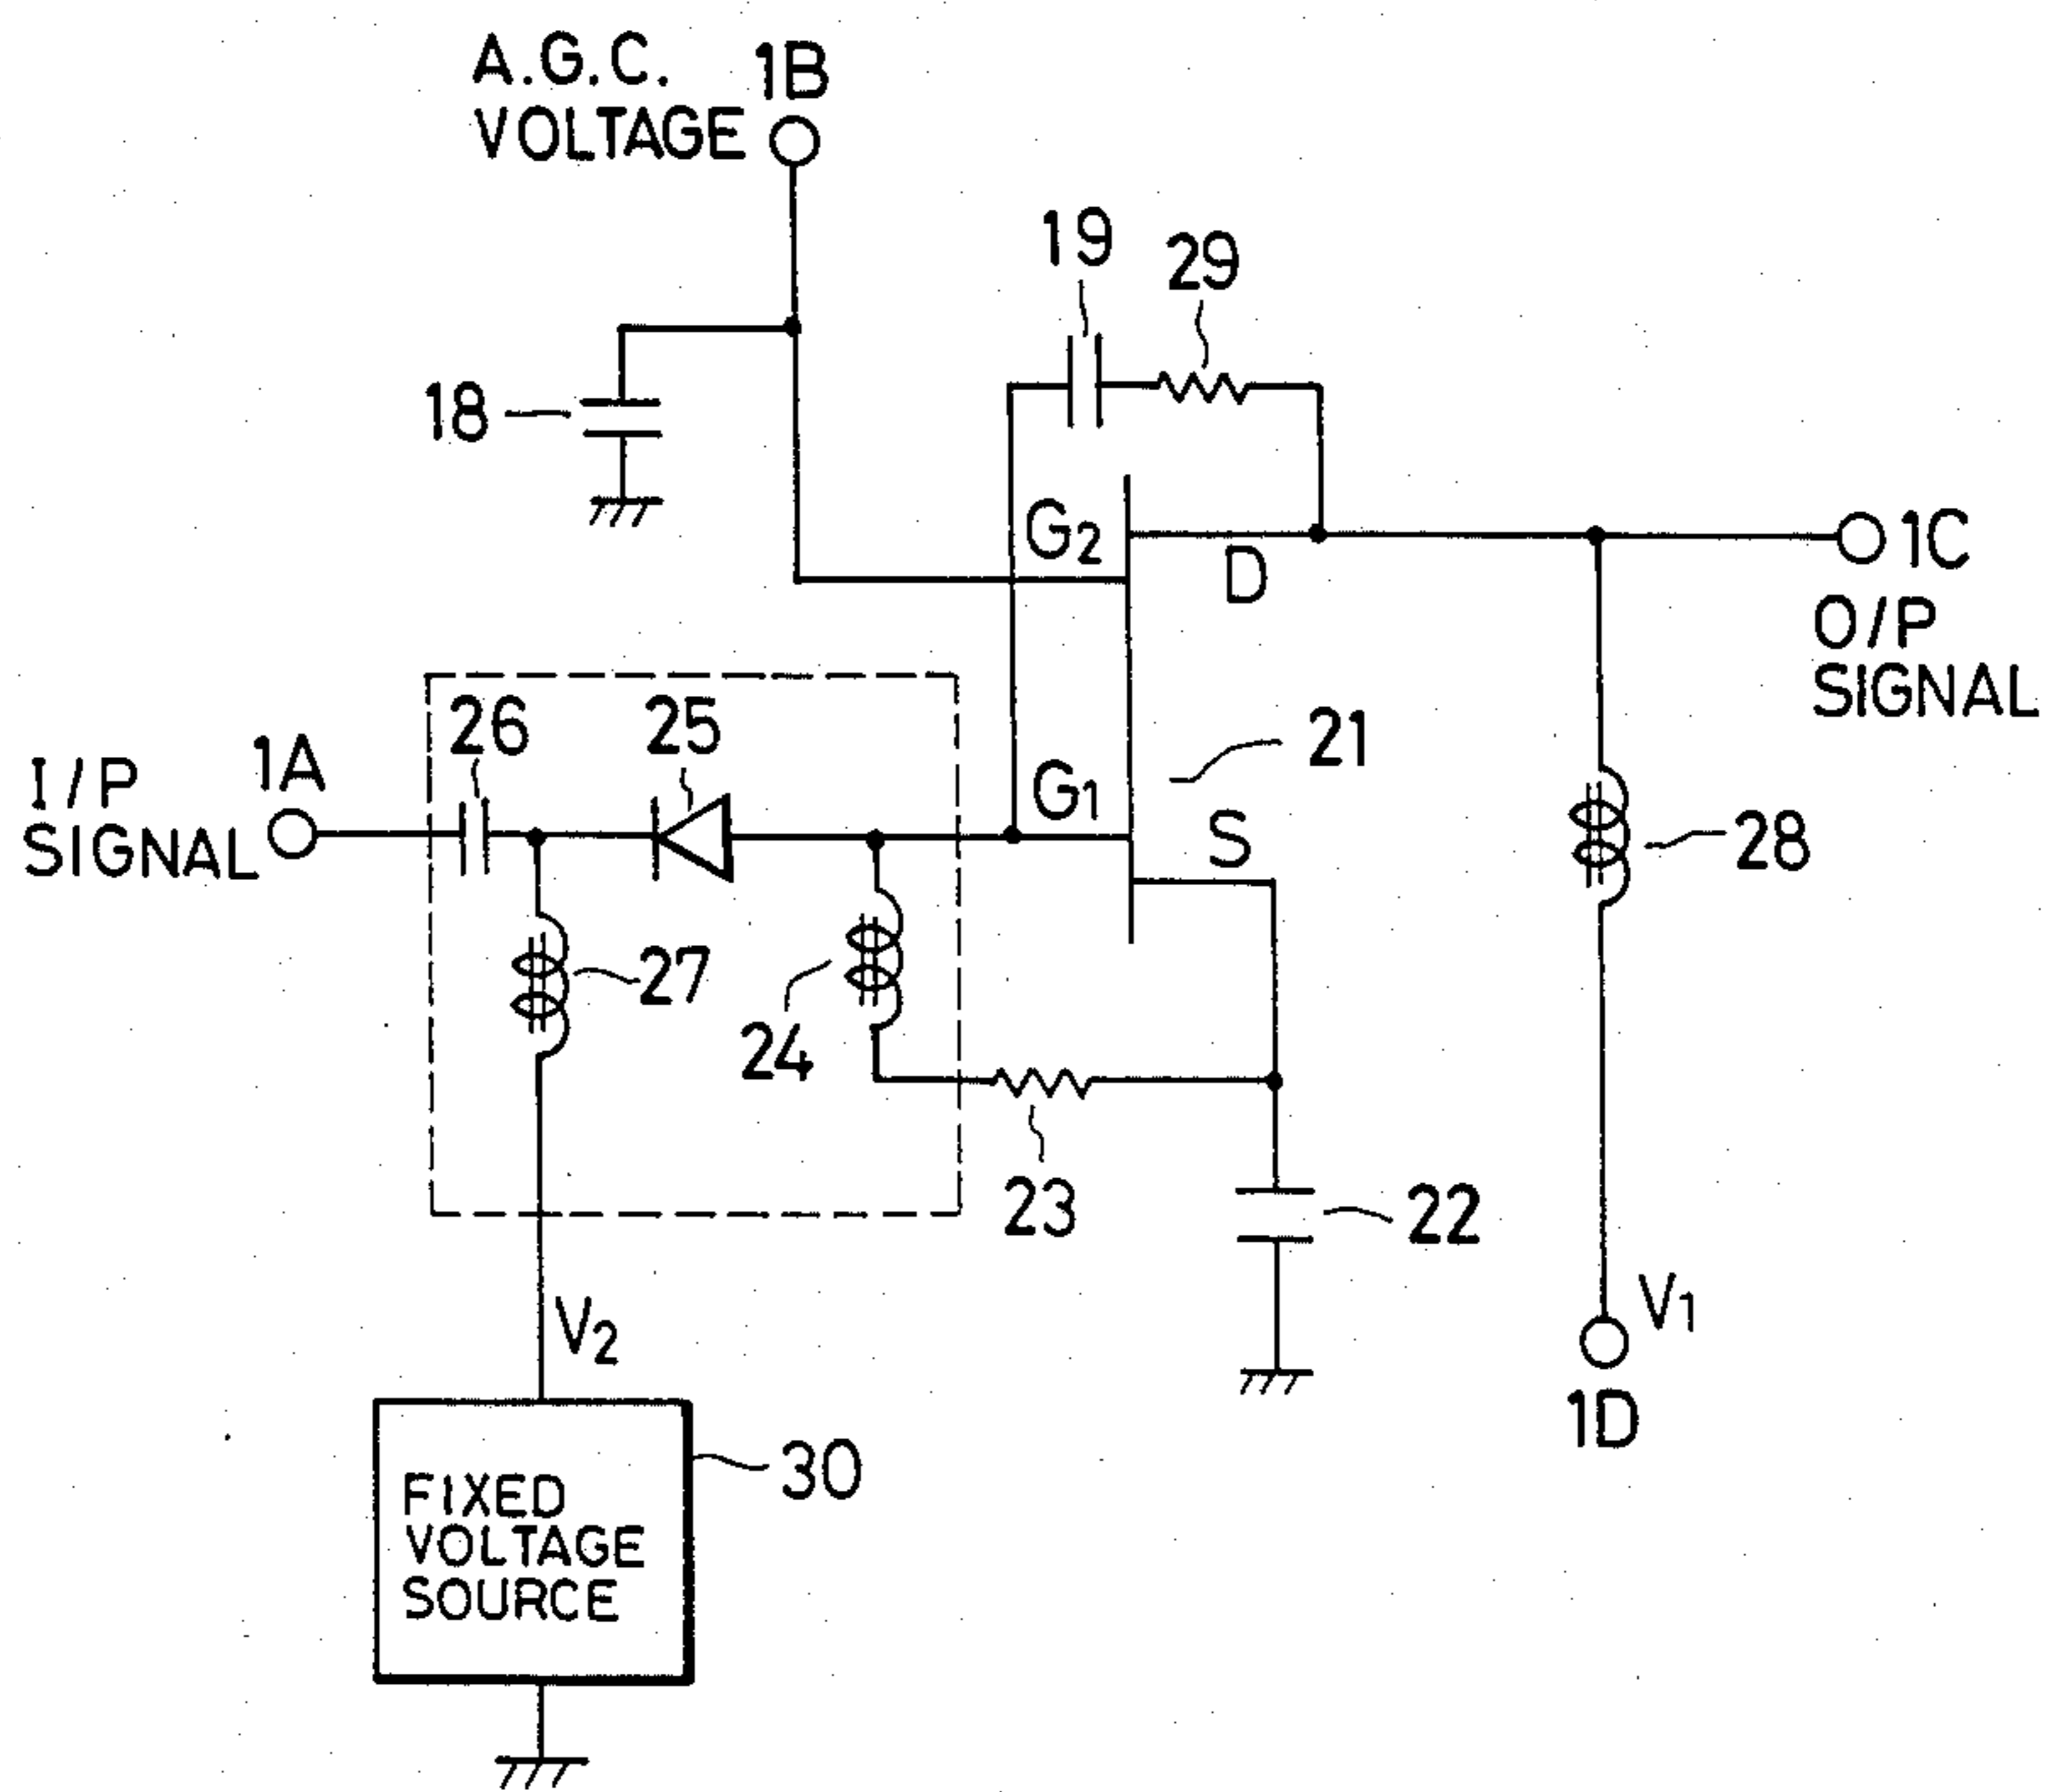 A.G.C.
VOLTAGE
1B
19
29
18
G2
D
1C
O/P
SIGNAL
26
25
1A
I/P
SIGNAL
G1
S
21
28
27
24
23
22
V2
V1
1D
30
FIXED
VOLTAGE
SOURCE